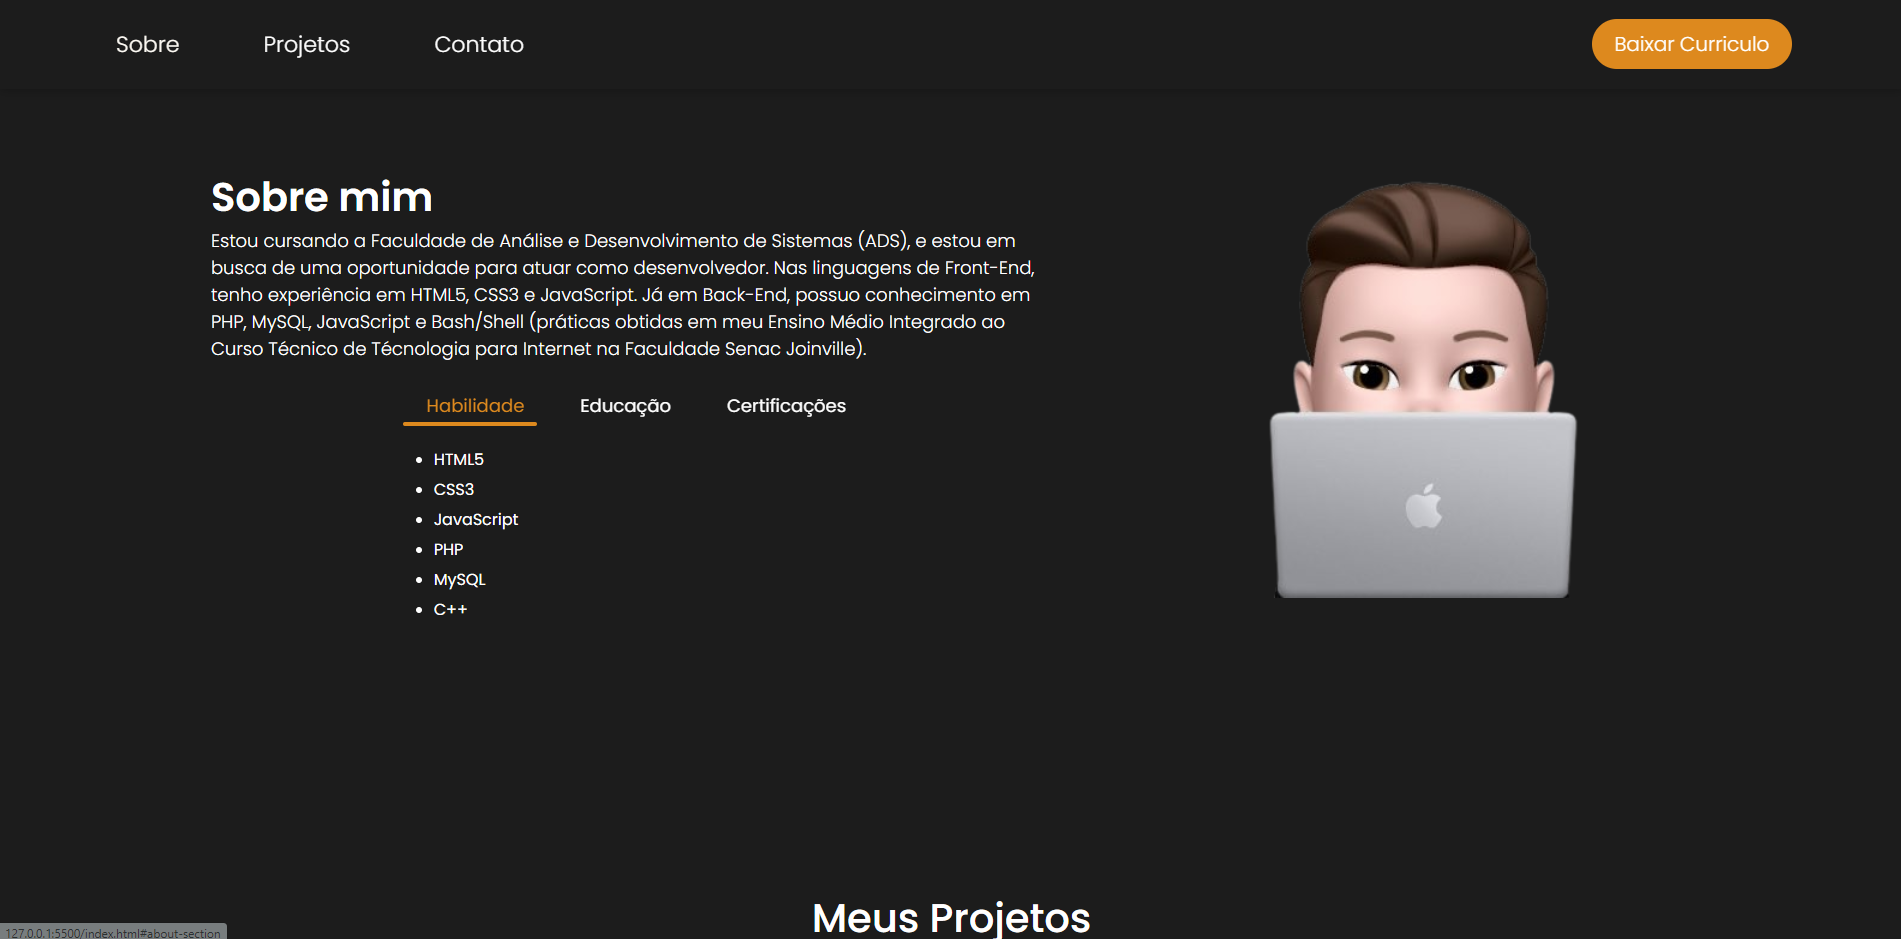 Sobre
Projetos
Contato
Baixar Curriculo
Sobre mim
Estou cursando a Faculdade de Análise e Desenvolvimento de Sistemas (ADS), e estou em
busca de uma oportunidade para atuar como desenvolvedor. Nas linguagens de Front-End,
tenho experiência em HTML5, CSS3 e JavaScript. Já em Back-End, possuo conhecimento em
PHP, MySQL, JavaScript e Bash/Shell (práticas obtidas em meu Ensino Médio Integrado ao
Curso Técnico de Técnologia para Internet na Faculdade Senac Joinville).
Habilidade
Educação
Certificações
HTML5
CSS3
JavaScript
PHP
MySQL
C++
Meus Projetos
127.0.0.1:5500/index.html#about-section